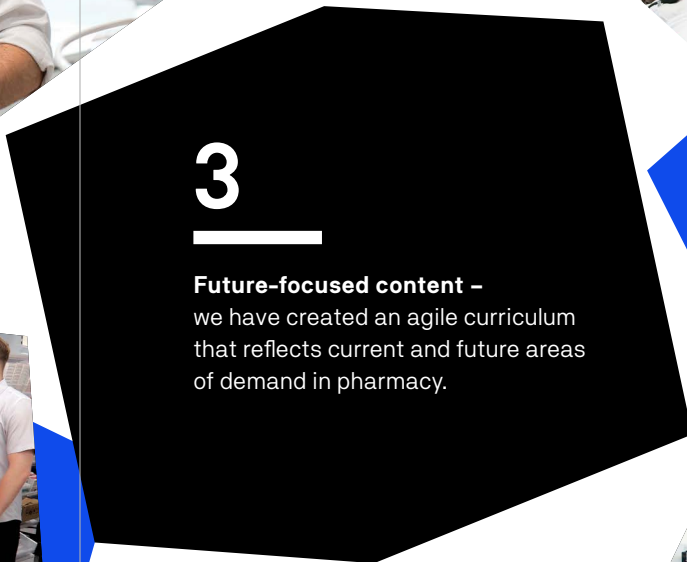 3
Future-focused content –
we have created an agile curriculum
that reflects current and future areas
of demand in pharmacy.